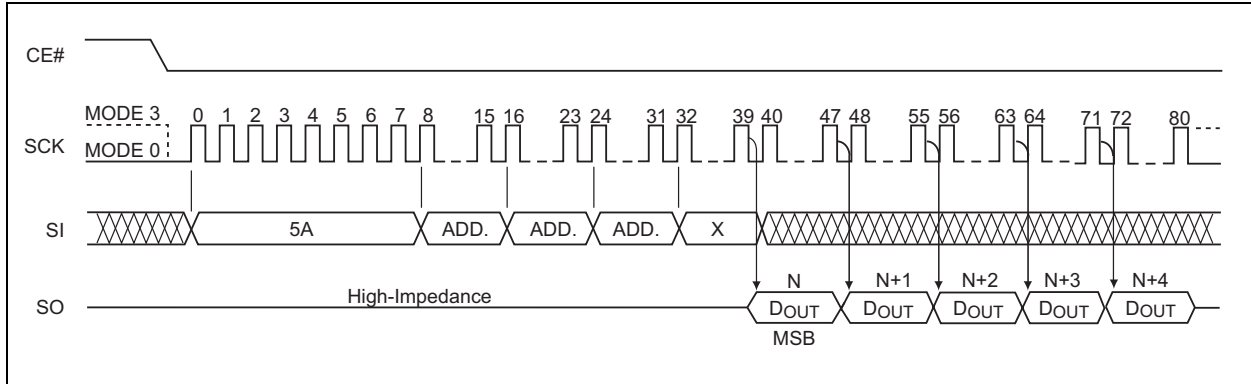 CE#
MODE 3
0 1 2 3 4 5 6 7 8 15 16 23 24 31 32 39 40 47 48 55 56 63 64 71 72 80
SCK
MODE 0
SI 5A ADD. ADD. ADD. X
N N+1 N+2 N+3 N+4
High-Impedance
SO DOUT DOUT DOUT DOUT DOUT
MSB